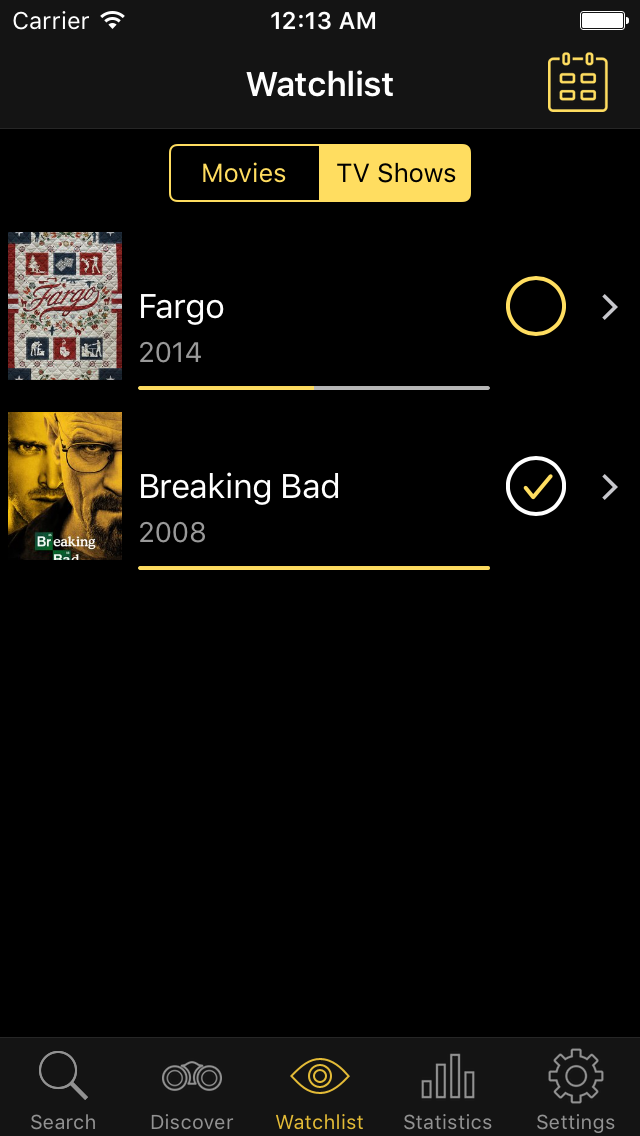 Carrier 12:13 AM
Watchlist
Movies TV Shows
Fargo
Fargo
2014
Breaking Bad
2008
Breaking
Bad
Search Discover Watchlist Statistics Settings